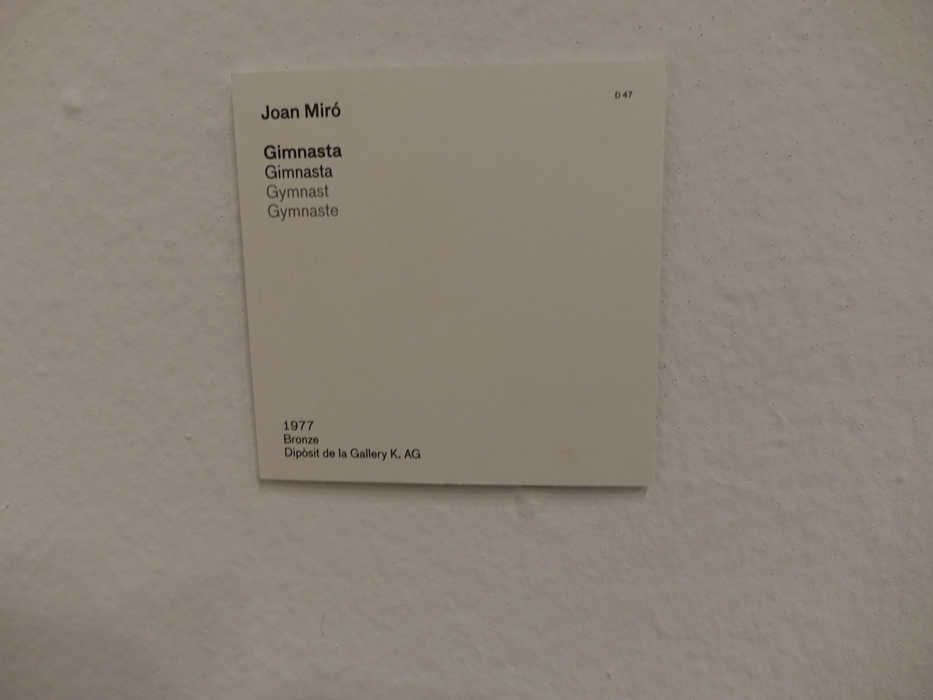 Joan Miró
D 47
Gimnasta
Gimnasta
Gymnast
Gymnaste
1977
Bronze
Dipòsit de la Gallery K. AG